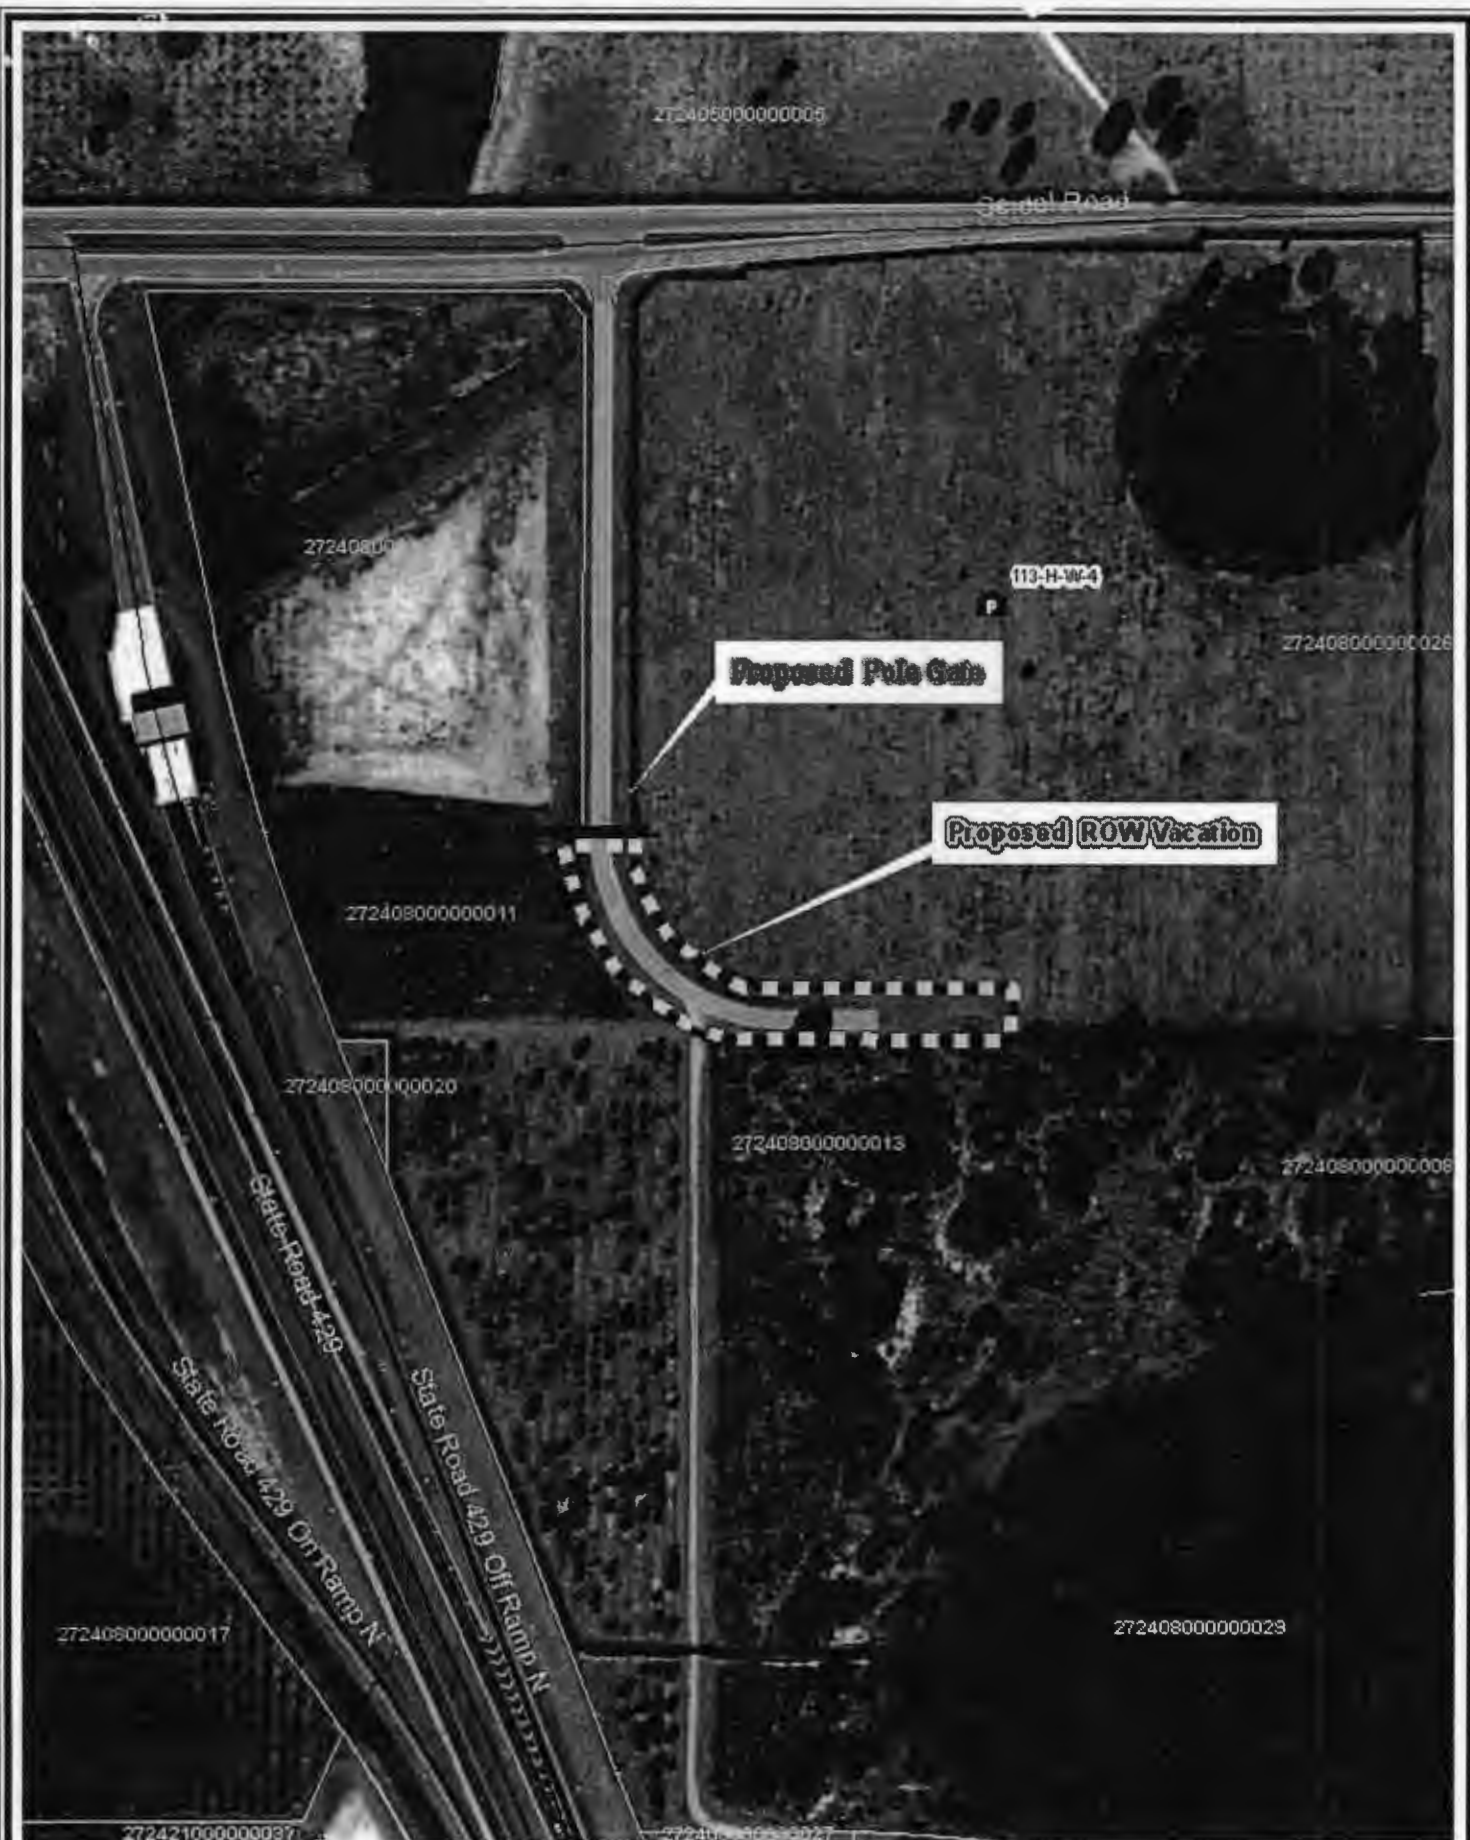 272405000000005
Seidel Road
27240800
113-H-W-4
P
272408000000026
Proposed Pole Gate
Proposed ROW Vacation
272408000000011
272408000000020
272408000000013
272408000000008
State Road 429
State Road 429 On Ramp N
State Road 429 Off Ramp N
272408000000017
272408000000029
272421000000037
272408000000027